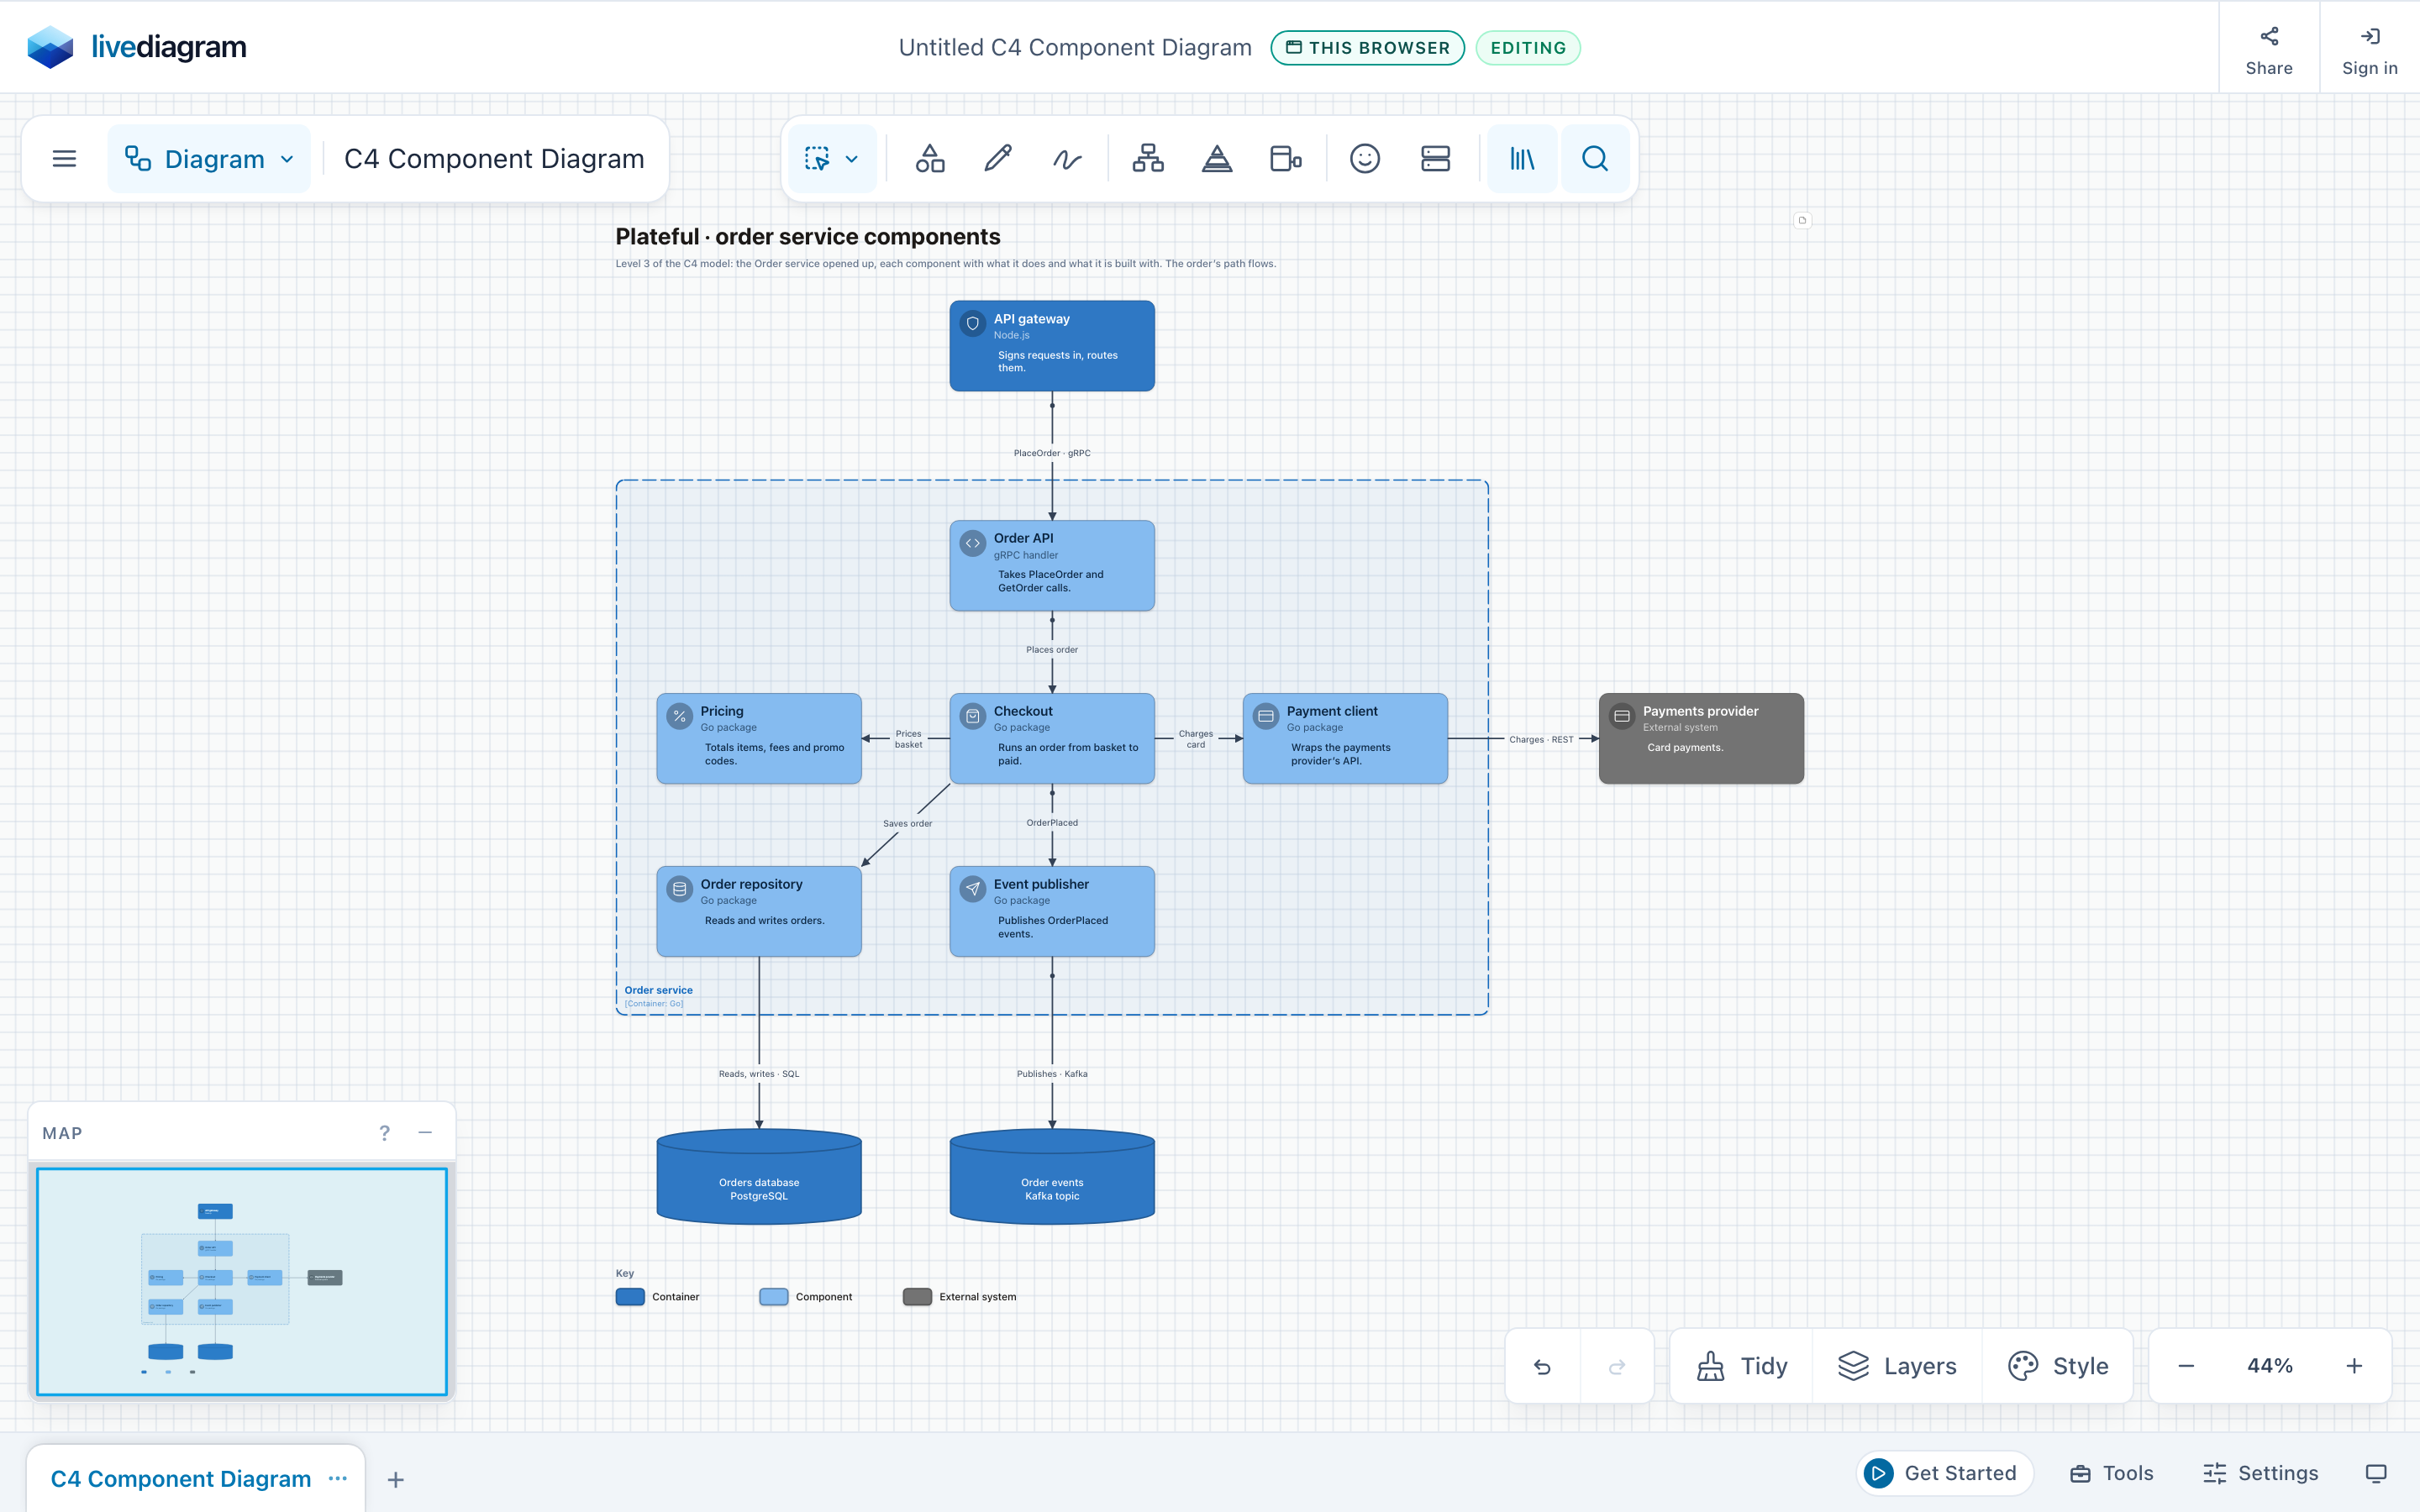 livediagram
Untitled C4 Component Diagram
THIS BROWSER
EDITING
Share
Sign in
Diagram
C4 Component Diagram
Plateful · order service components
Level 3 of the C4 model: the Order service opened up, each component with what it does and what it is built with. The order's path flows.
API gateway
Node.js
Signs requests in, routes
them.
PlaceOrder · gRPC
Order API
gRPC handler
Takes PlaceOrder and
GetOrder calls.
Places order
Pricing
Go package
Totals items, fees and promo
codes.
Prices
basket
Checkout
Go package
Runs an order from basket to
paid.
Charges
card
Payment client
Go package
Wraps the payments
provider's API.
Charges · REST
Payments provider
External system
Card payments.
Saves order
OrderPlaced
Order repository
Go package
Reads and writes orders.
Event publisher
Go package
Publishes OrderPlaced
events.
Order service
[Container: Go]
Reads, writes · SQL
Publishes · Kafka
Orders database
PostgreSQL
Order events
Kafka topic
Key
Container
Component
External system
MAP
?
Tidy
Layers
Style
44%
C4 Component Diagram
Get Started
Tools
Settings